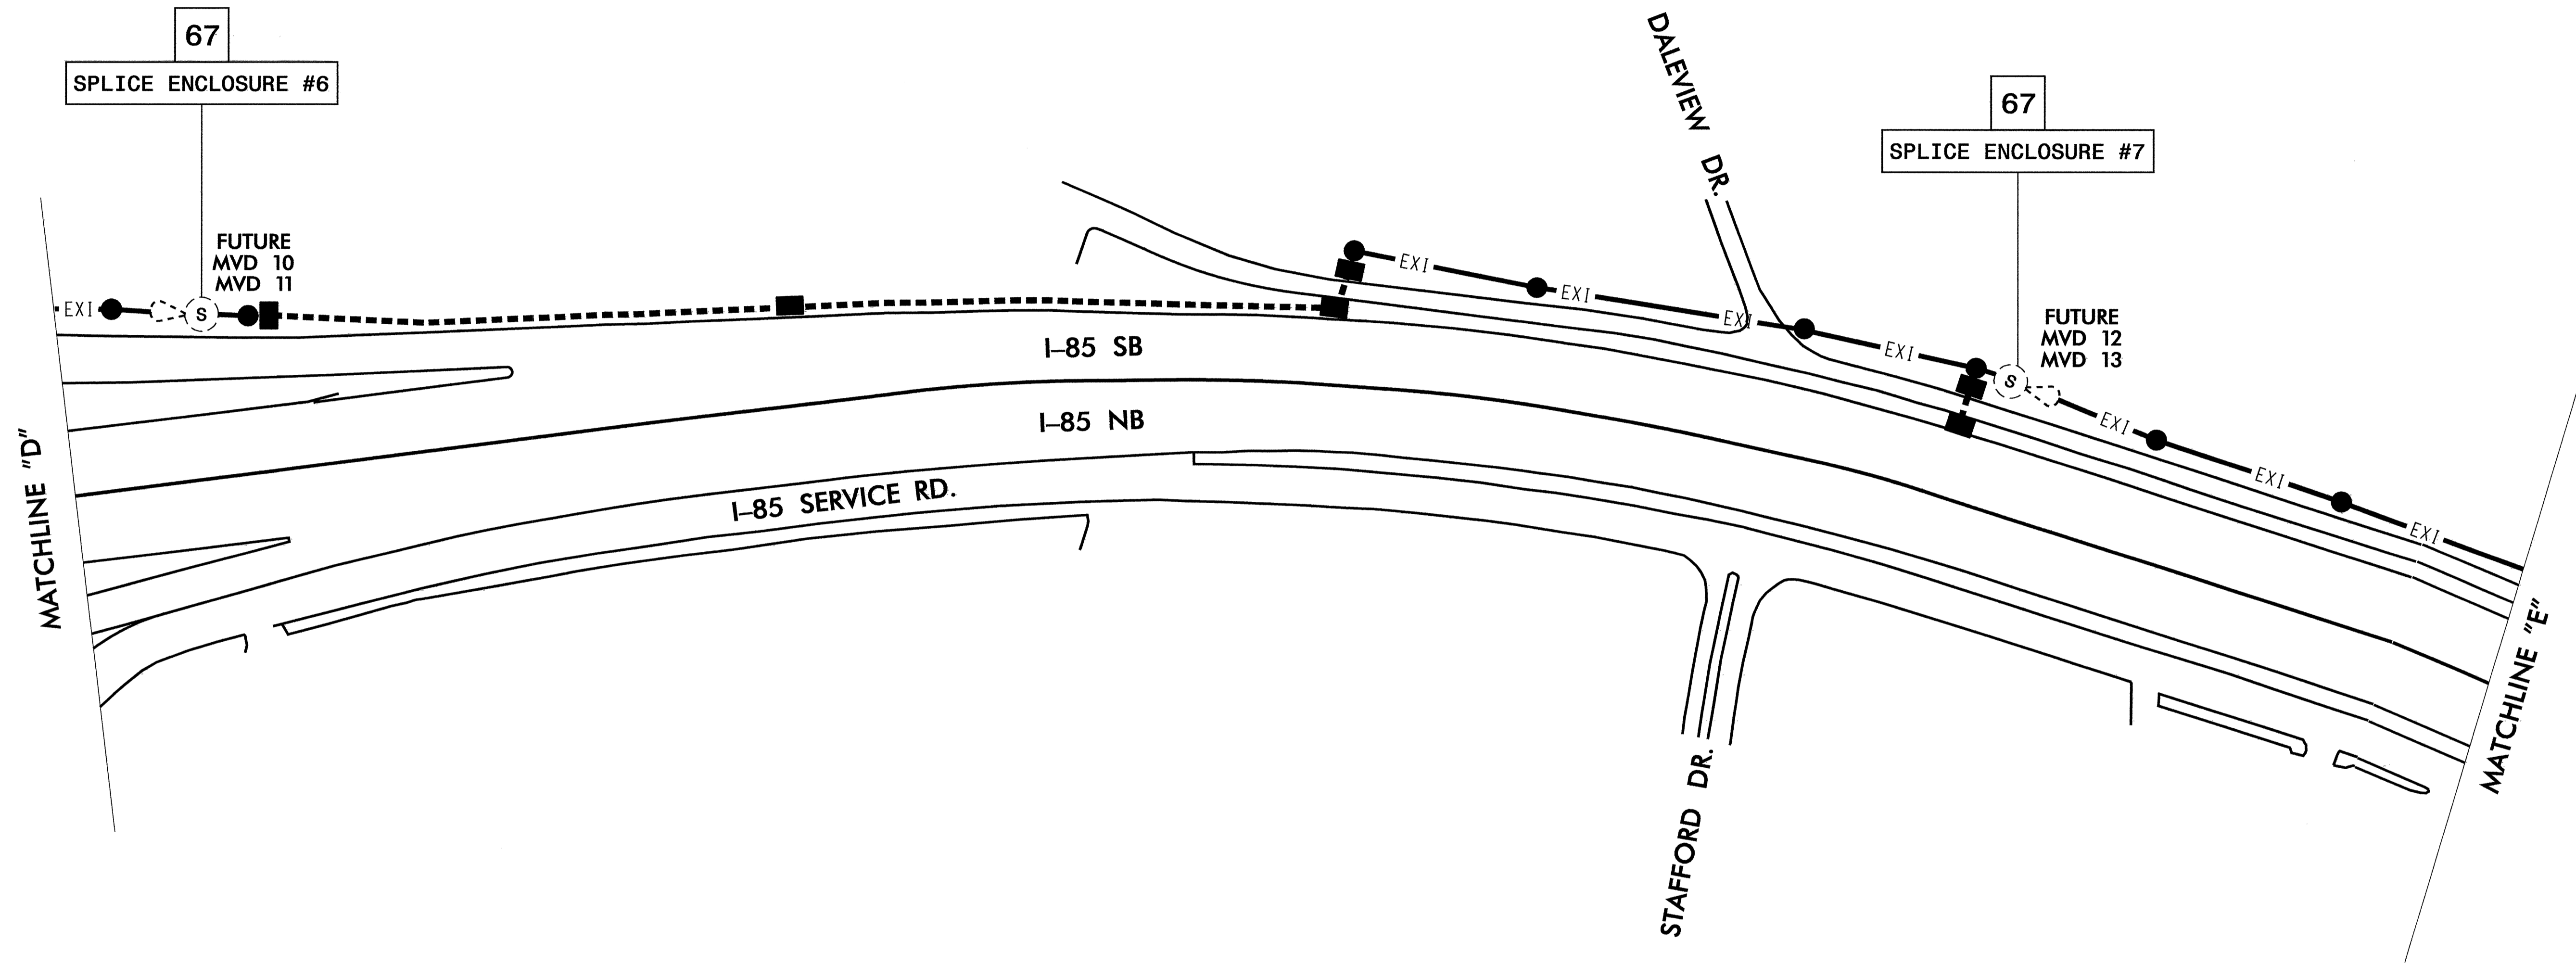 67
SPLICE ENCLOSURE #6
67
SPLICE ENCLOSURE #7
DALEVIEW DR.
FUTURE
MVD 10
MVD 11
FUTURE
MVD 12
MVD 13
EXI
S
EXI
EXI
EXI
EXI
S
EXI
EXI
EXI
I–85 SB
I–85 NB
I–85 SERVICE RD.
MATCHLINE "D"
MATCHLINE "E"
STAFFORD DR.